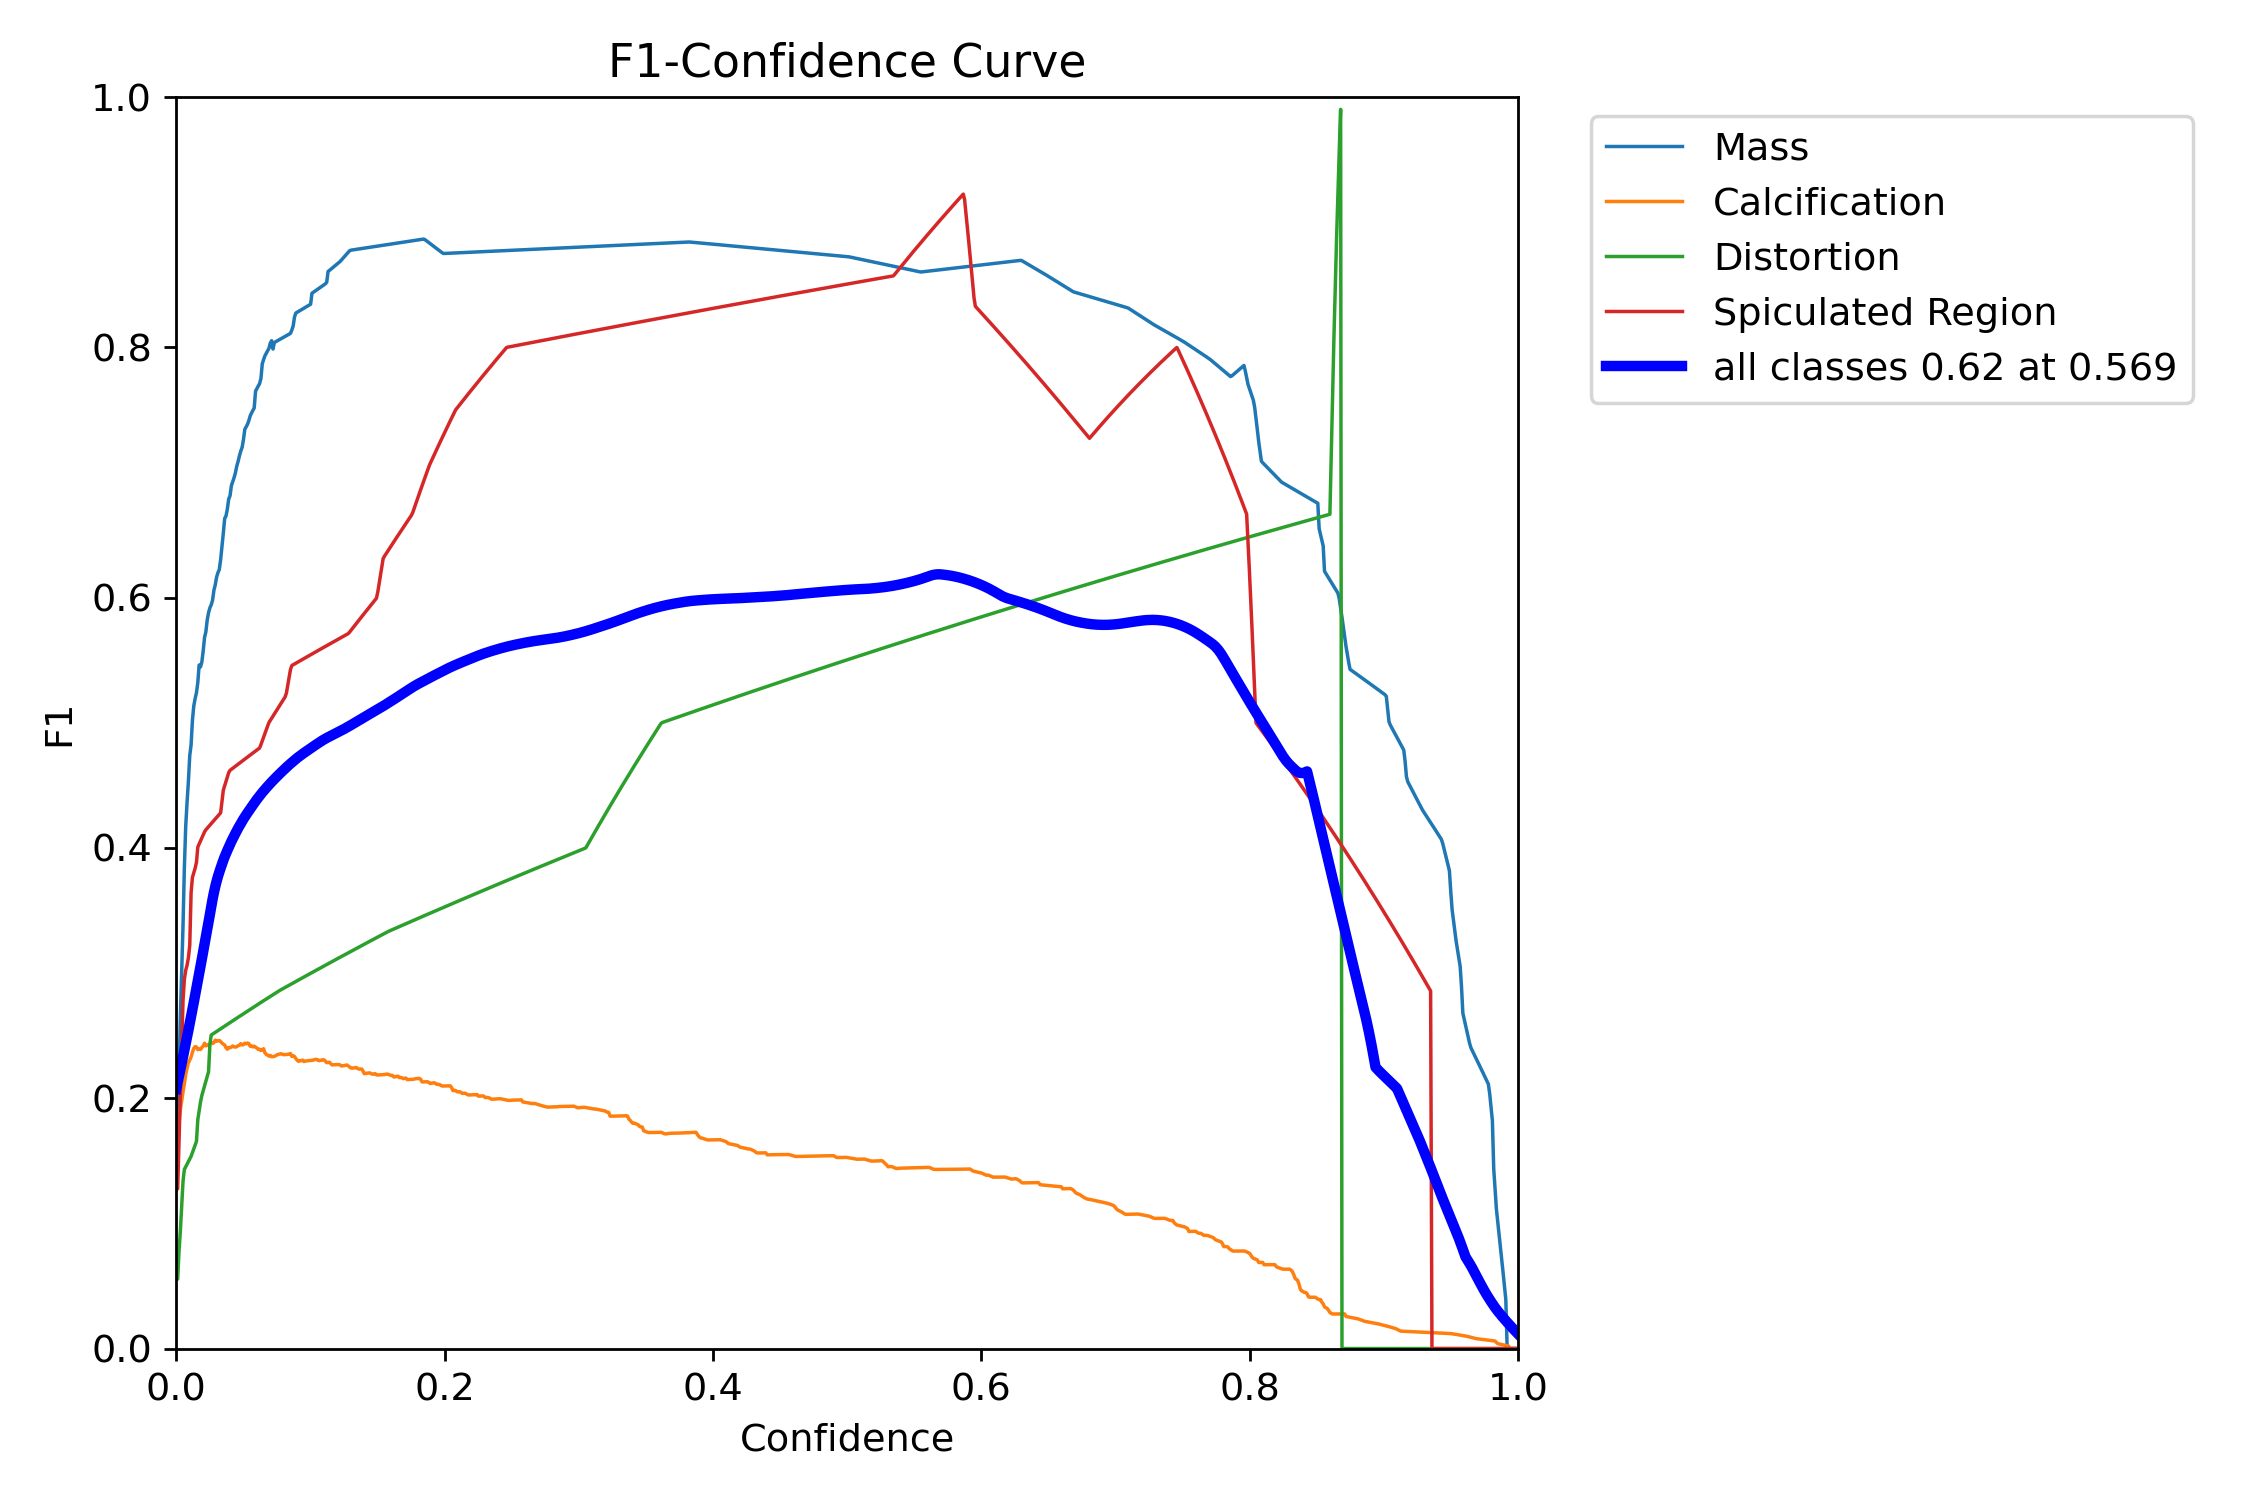 F1-Confidence Curve
1.0
0.8
0.6
0.4
0.2
0.0
F1
0.0 0.2 0.4 0.6 0.8 1.0
Confidence
Mass
Calcification
Distortion
Spiculated Region
all classes 0.62 at 0.569